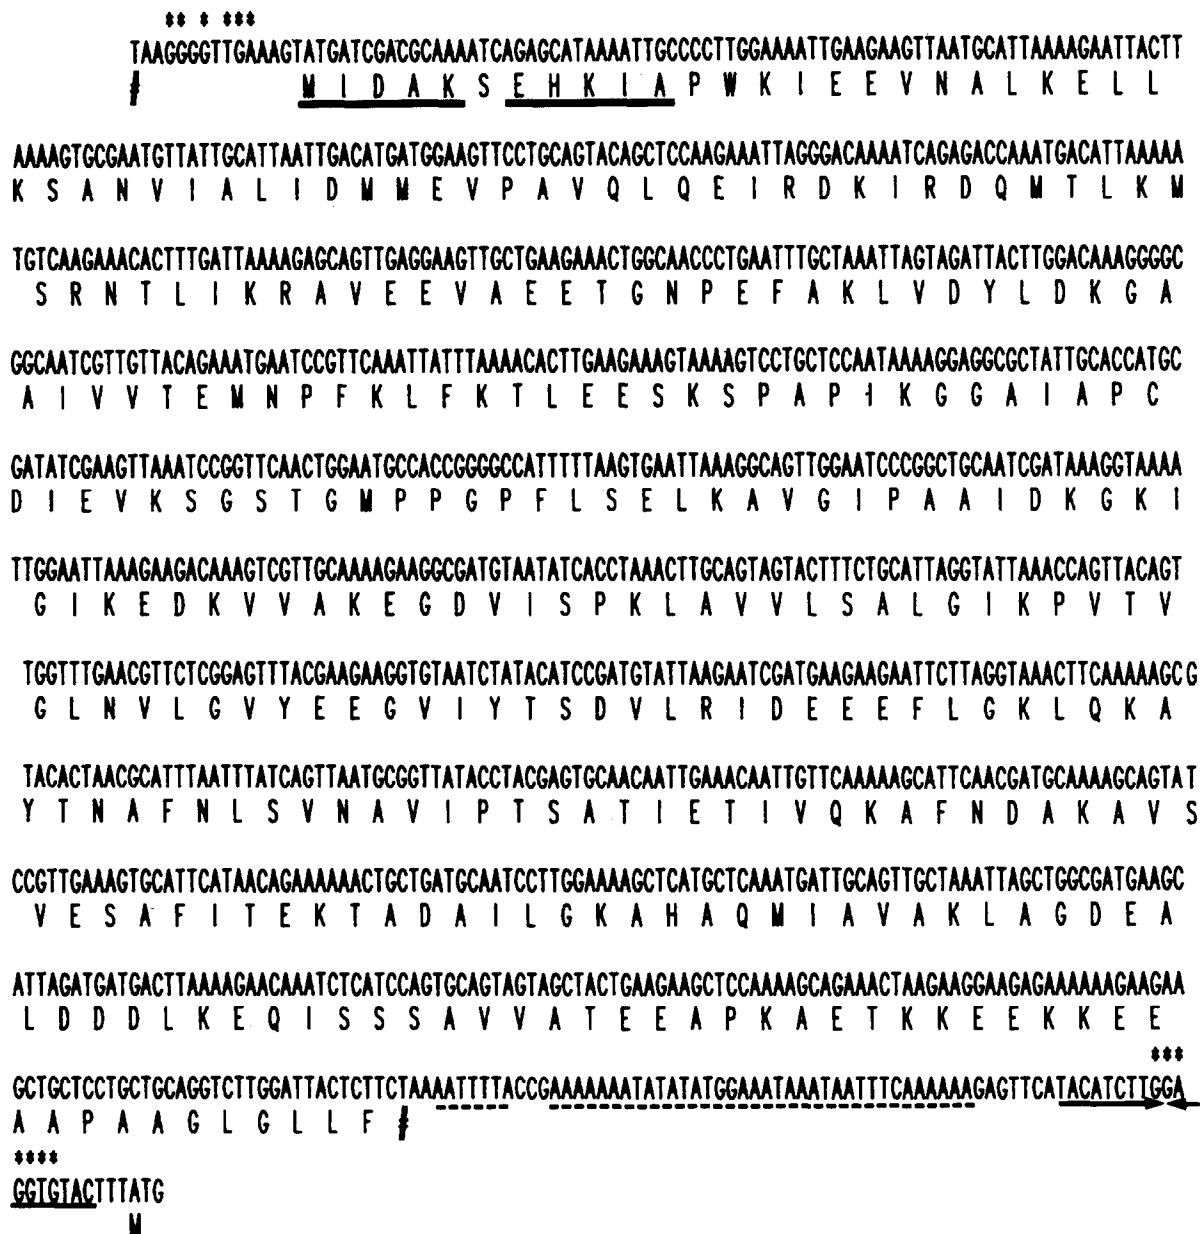 ** * ***
TAAGGGGTTGAAAGTATGATCGACGCAAAATCAGAGCATAAAATTGCCCCTTGGAAAATTGAAGAAGTTAATGCATTAAAAGAATTACTT
# M I D A K S E H K I A P W K I E E V N A L K E L L
AAAAGTGCGAATGTTATTGCATTAATTGACATGATGGAAGTTCCTGCAGTACAGCTCCAAGAAATTAGGGACAAAATCAGAGACCAAATGACATTAAAAA
K S A N V I A L I D M M E V P A V Q L Q E I R D K I R D Q M T L K M
TGTCAAGAAACACTTTGATTAAAAGAGCAGTTGAGGAAGTTGCTGAAGAAACTGGCAACCCTGAATTTGCTAAATTAGTAGATTACTTGGACAAAGGGGC
S R N T L I K R A V E E V A E E T G N P E F A K L V D Y L D K G A
GGCAATCGTTGTTACAGAAATGAATCCGTTCAAATTATTTAAAACACTTGAAGAAAGTAAAAGTCCTGCTCCAATAAAAGGAGGCGCTATTGCACCATGC
A I V V T E M N P F K L F K T L E E S K S P A P I K G G A I A P C
GATATCGAAGTTAAATCCGGTTCAACTGGAATGCCACCGGGGCCATTTTTAAGTGAATTAAAGGCAGTTGGAATCCCGGCTGCAATCGATAAAGGTAAAA
D I E V K S G S T G M P P G P F L S E L K A V G I P A A I D K G K I
TTGGAATTAAAGAAGACAAAGTCGTTGCAAAAGAAGGCGATGTAATATCACCTAAACTTGCAGTAGTACTTTCTGCATTAGGTATTAAACCAGTTACAGT
G I K E D K V V A K E G D V I S P K L A V V L S A L G I K P V T V
TGGTTTGAACGTTCTCGGAGTTTACGAAGAAGGTGTAATCTATACATCCGATGTATTAAGAATCGATGAAGAAGAATTCTTAGGTAAACTTCAAAAAGCG
G L N V L G V Y E E G V I Y T S D V L R I D E E E F L G K L Q K A
TACACTAACGCATTTAATTTATCAGTTAATGCGGTTATACCTACGAGTGCAACAATTGAAACAATTGTTCAAAAAGCATTCAACGATGCAAAAGCAGTAT
Y T N A F N L S V N A V I P T S A T I E T I V Q K A F N D A K A V S
CCGTTGAAAGTGCATTCATAACAGAAAAAACTGCTGATGCAATCCTTGGAAAAGCTCATGCTCAAATGATTGCAGTTGCTAAATTAGCTGGCGATGAAGC
V E S A F I T E K T A D A I L G K A H A Q M I A V A K L A G D E A
ATTAGATGATGACTTAAAAGAACAAATCTCATCCAGTGCAGTAGTAGCTACTGAAGAAGCTCCAAAAGCAGAAACTAAGAAGGAAGAGAAAAAAGAAGAA
L D D D L K E Q I S S S A V V A T E E A P K A E T K K E E K K E E
***
GCTGCTCCTGCTGCAGGTCTTGGATTACTCTTCTAAAATTTTACCGAAAAAAATATATATGGAAATAAATAATTTCAAAAAAGAGTTCATACATCTTGGA
A A P A A G L G L L F #
****
GGTGTACTTTATG
M